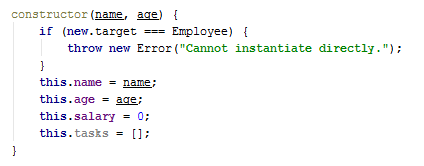 constructor(name, age) {
    if (new.target === Employee) {
        throw new Error("Cannot instantiate directly.");
    }
    this.name = name;
    this.age = age;
    this.salary = 0;
    this.tasks = [];
}